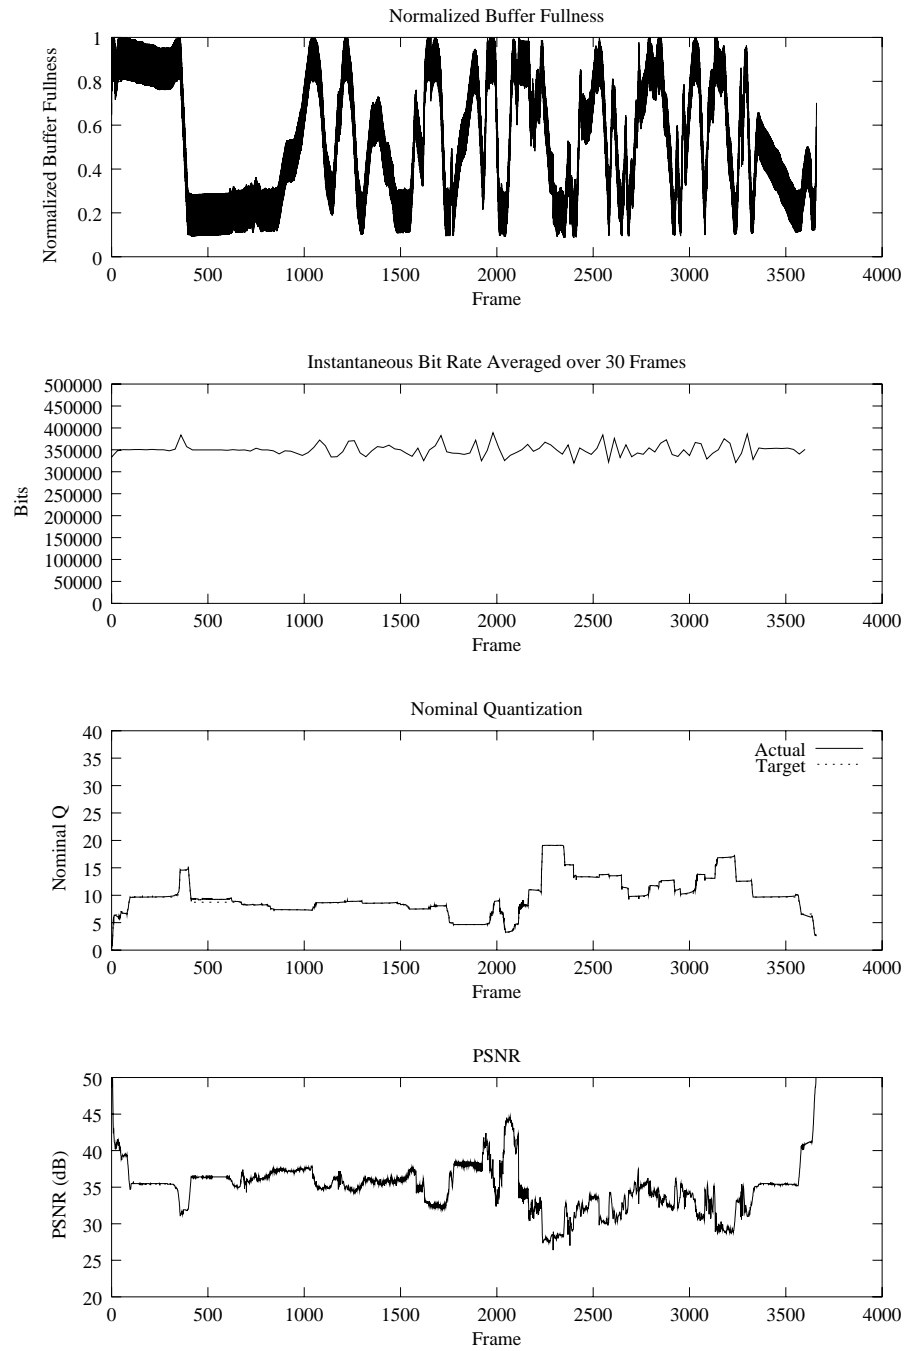 Normalized Buffer Fullness
Normalized Buffer Fullness
1
0.8
0.6
0.4
0.2
0
0 500 1000 1500 2000 2500 3000 3500 4000
Frame
Instantaneous Bit Rate Averaged over 30 Frames
Bits
500000
450000
400000
350000
300000
250000
200000
150000
100000
50000
0
0 500 1000 1500 2000 2500 3000 3500 4000
Frame
Nominal Quantization
Nominal Q
40
35
30
25
20
15
10
5
0
Actual
Target
0 500 1000 1500 2000 2500 3000 3500 4000
Frame
PSNR
PSNR (dB)
50
45
40
35
30
25
20
0 500 1000 1500 2000 2500 3000 3500 4000
Frame